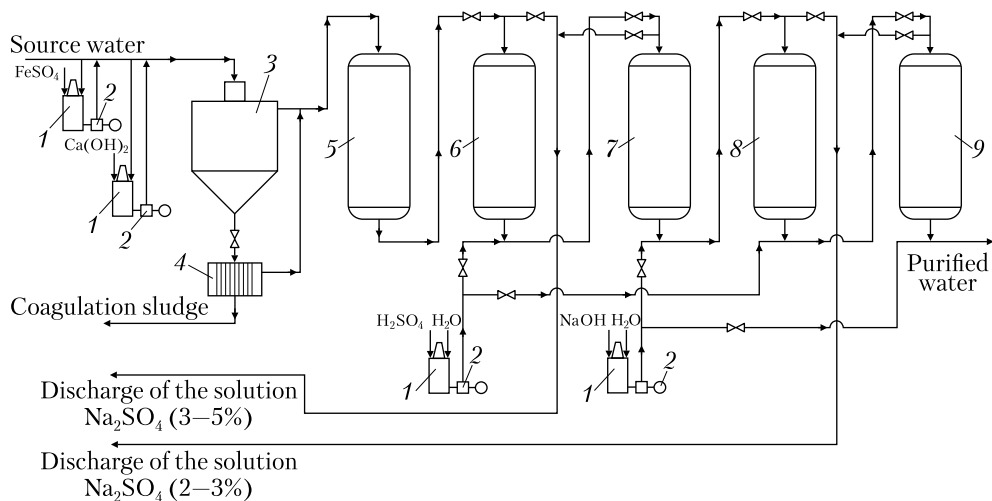 Source water
FeSO₄
1
2
Ca(OH)₂
1
2
3
4
Coagulation sludge
5
6
7
8
9
Purified
water
H₂SO₄ H₂O
1
2
NaOH H₂O
1
2
Discharge of the solution
Na₂SO₄ (3–5%)
Discharge of the solution
Na₂SO₄ (2–3%)